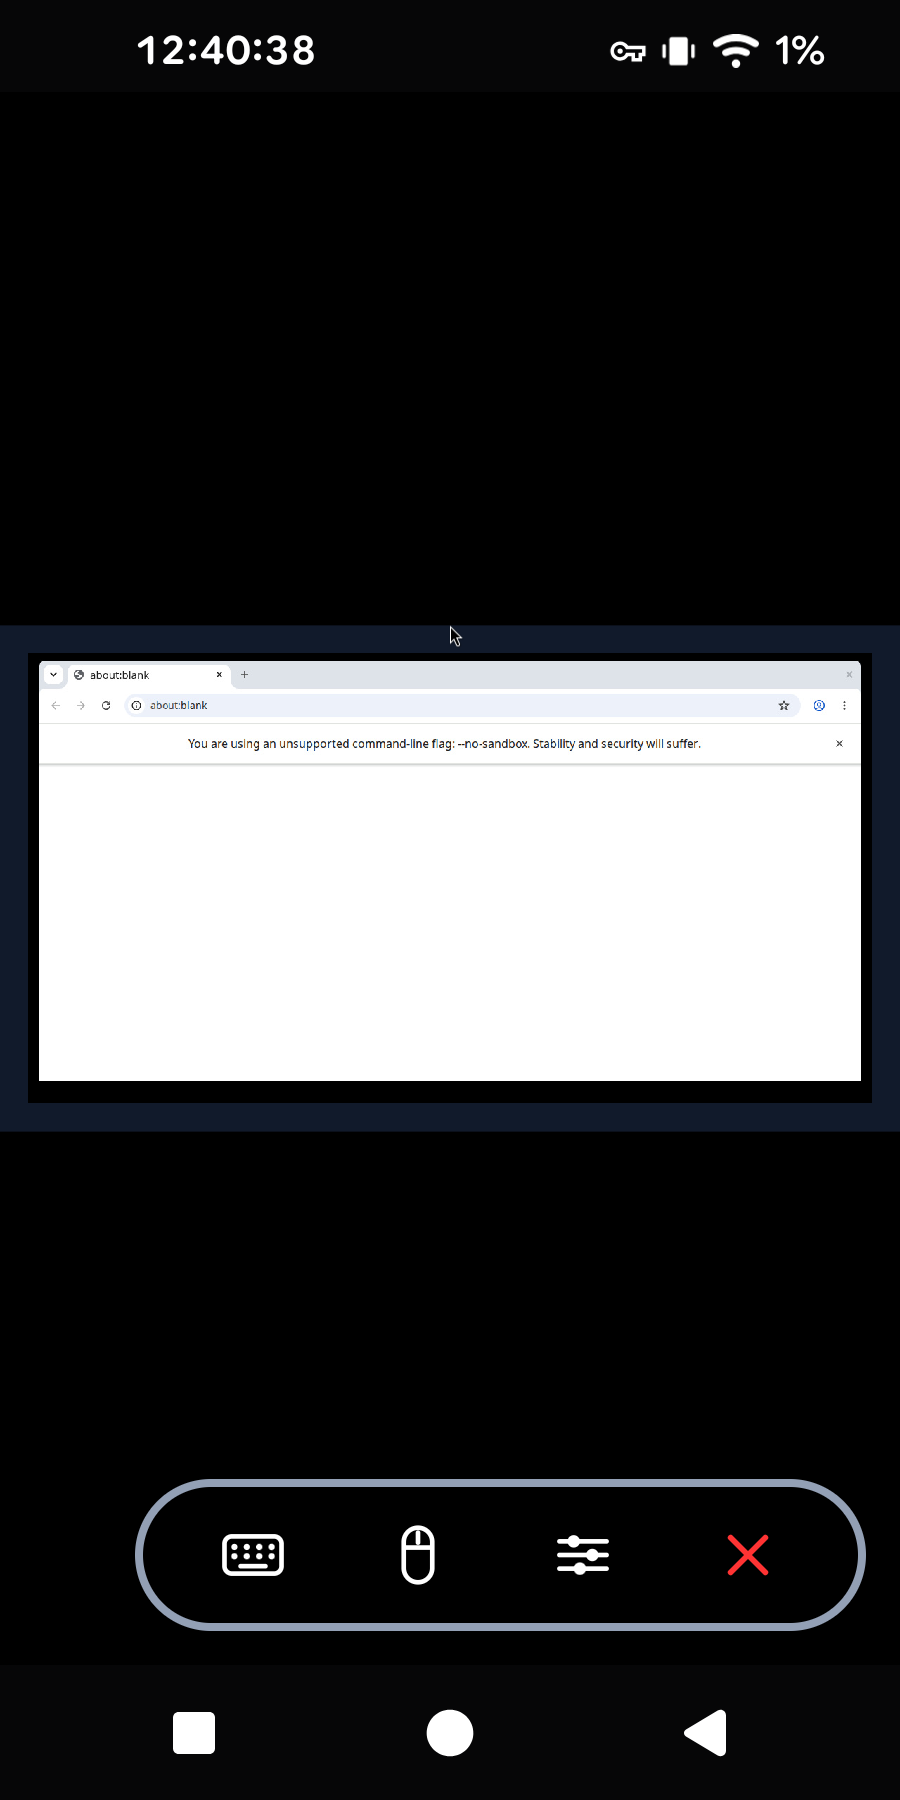 12:40:38 1%
about:blank
about:blank
You are using an unsupported command-line flag: --no-sandbox. Stability and security will suffer.